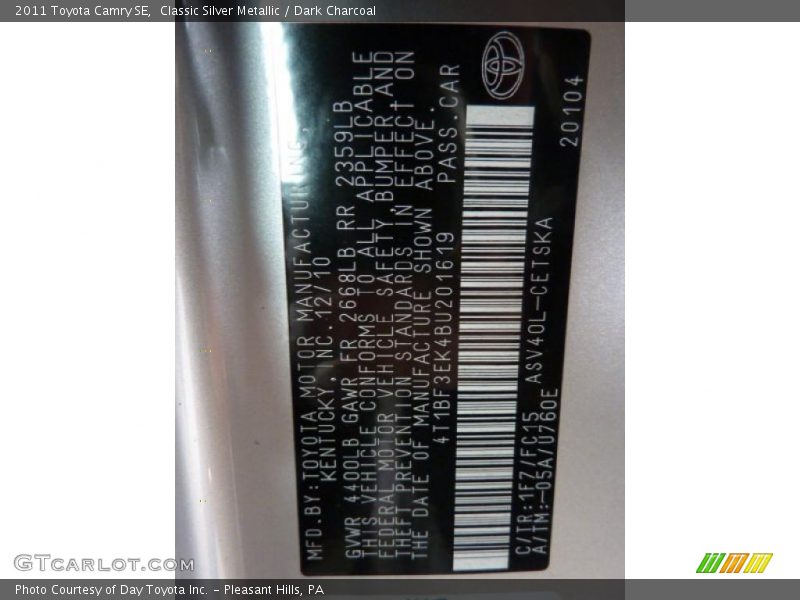 2011 Toyota Camry SE, Classic Silver Metallic / Dark Charcoal
MFD.BY:TOYOTA MOTOR MANUFACTURING,
KENTUCKY, INC.12/10
GVWR 4400LB GAWR FR 2668LB RR 2359LB
THIS VEHICLE CONFORMS TO ALL APPLICABLE
FEDERAL MOTOR VEHICLE SAFETY, BUMPER, AND
THEFT PREVENTION STANDARDS IN EFFECT ON
THE DATE OF MANUFACTURE SHOWN ABOVE.
4T1BF3EK4BU201619 PASS.CAR
C/TR:1F7/FC15 ASV40L-CETSKA
A/TM:-05A/U760E 20104
GTCarLot.com
Photo Courtesy of Day Toyota Inc. - Pleasant Hills, PA